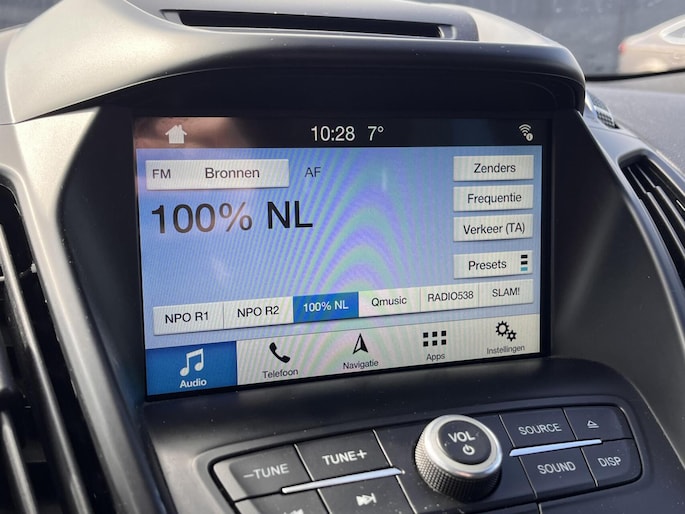 10:28 7°
FM Bronnen AF
Zenders
100% NL
Frequentie
Verkeer (TA)
Presets
NPO R1 NPO R2 100% NL Qmusic RADIO538 SLAM!
Audio Telefoon Navigatie Apps Instellingen
–TUNE TUNE+ VOL SOURCE
SOUND DISP